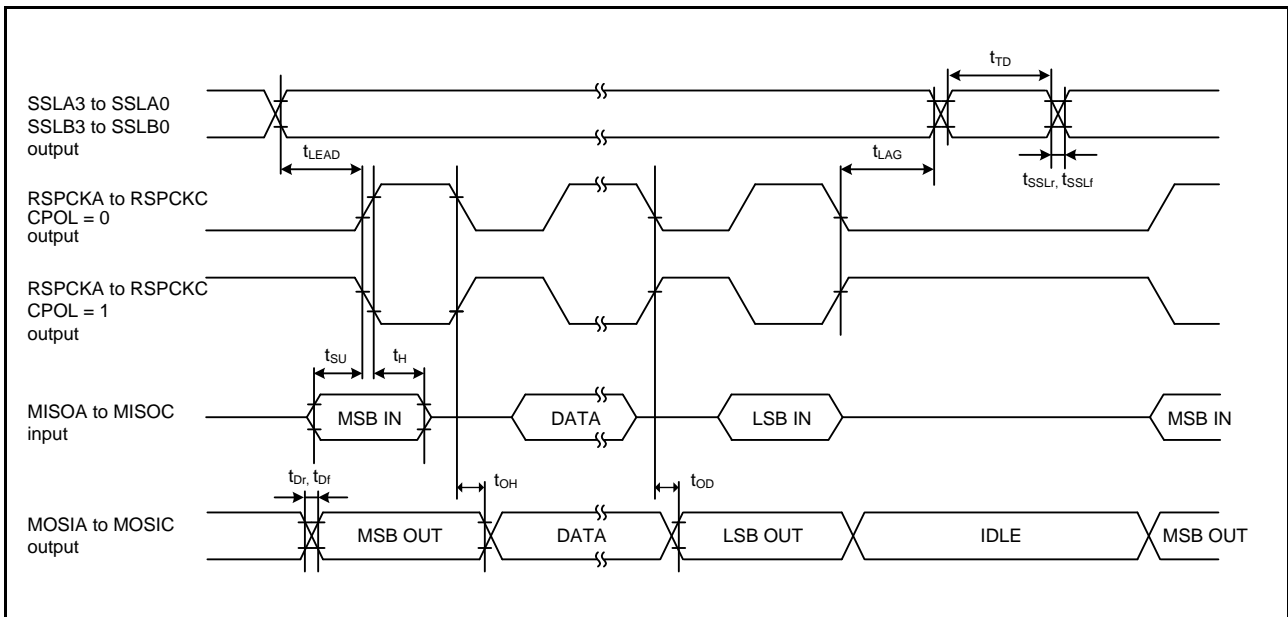 tTD
SSLA3 to SSLA0
SSLB3 to SSLB0
output
tLEAD
tLAG
tSSLr, tSSLf
RSPCKA to RSPCKC
CPOL = 0
output
RSPCKA to RSPCKC
CPOL = 1
output
tSU
tH
MISOA to MISOC
input
MSB IN
DATA
LSB IN
MSB IN
tDr, tDf
tOH
tOD
MOSIA to MOSIC
output
MSB OUT
DATA
LSB OUT
IDLE
MSB OUT